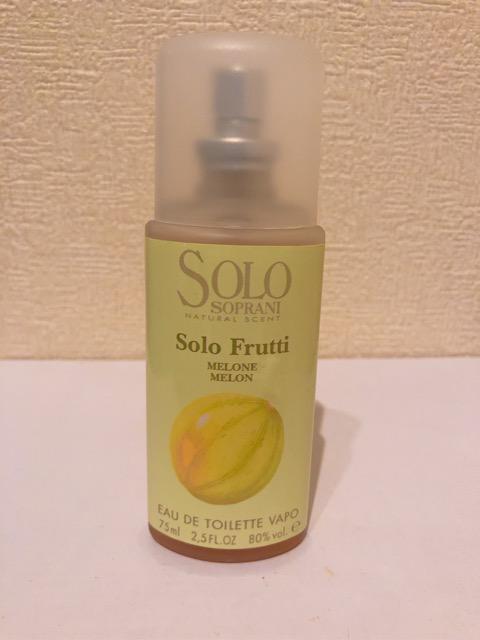 SOLO
SOPRANI
NATURAL SCENT
Solo Frutti
MELONE
MELON
EAU DE TOILETTE VAPO
75ml 2,5FL.OZ 80%vol. ℮